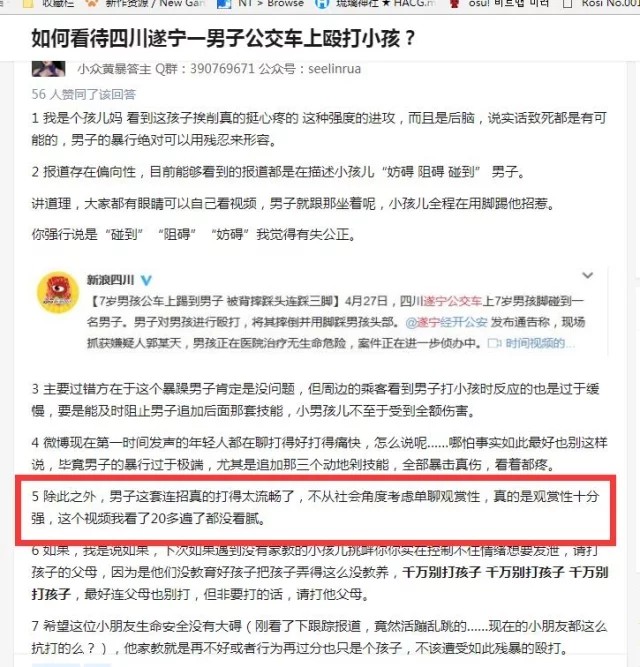 收藏栏 新作资源 / New Gan NT > Browse 琉璃神社 ★ HACG.m osu! 비트맵 미러 Rosi No.001
如何看待四川遂宁一男子公交车上殴打小孩？
小众黄暴答主 Q群：390769671 公众号：seelinrua
56 人赞同了该回答
1 我是个孩儿妈 看到这孩子挨削真的挺心疼的 这种强度的进攻，而且是后脑，说实话致死都是有可
能的，男子的暴行绝对可以用残忍来形容。
2 报道存在偏向性，目前能够看到的报道都是在描述小孩儿“妨碍 阻碍 碰到” 男子。
讲道理，大家都有眼睛可以自己看视频，男子就跟那坐着呢，小孩儿全程在用脚踢他招惹。
你强行说是“碰到”“阻碍”“妨碍”我觉得有失公正。
新浪四川
【7岁男孩公车上踢到男子 被背摔踩头连踩三脚】4月27日，四川遂宁公交车上7岁男孩脚碰到一
名男子。男子对男孩进行殴打，将其摔倒并用脚踩男孩头部。@遂宁经开公安 发布通告称，现场
抓获嫌疑人郭某天，男孩正在医院治疗无生命危险，案件正在进一步侦办中。 时间视频的...
3 主要过错方在于这个暴躁男子肯定是没问题，但周边的乘客看到男子打小孩时反应的也是过于缓
慢，要是能及时阻止男子追加后面那套技能，小男孩儿不至于受到全额伤害。
4 微博现在第一时间发声的年轻人都在聊打得好打得痛快，怎么说呢......哪怕事实如此最好也别这样
说，毕竟男子的暴行过于极端，尤其是追加那三个动地剁技能，全部暴击真伤，看着都疼。
5 除此之外，男子这套连招真的打得太流畅了，不从社会角度考虑单聊观赏性，真的是观赏性十分
强，这个视频我看了20多遍了都没看腻。
6 如果，我是说如果，下次如果遇到没有家教的小孩儿挑衅你你实在控制不住情绪想要发泄，请打
孩子的父母，因为是他们没教育好孩子把孩子弄得这么没教养，千万别打孩子 千万别打孩子 千万别
打孩子，最好连父母也别打，但非要打的话，请打他父母。
7 希望这位小朋友生命安全没有大碍（刚看了下跟踪报道，竟然活蹦乱跳的......现在的小朋友都这么
抗打的么？），他家教就是再不好或者行为再过分也只是个孩子，不该遭受如此残暴的殴打。